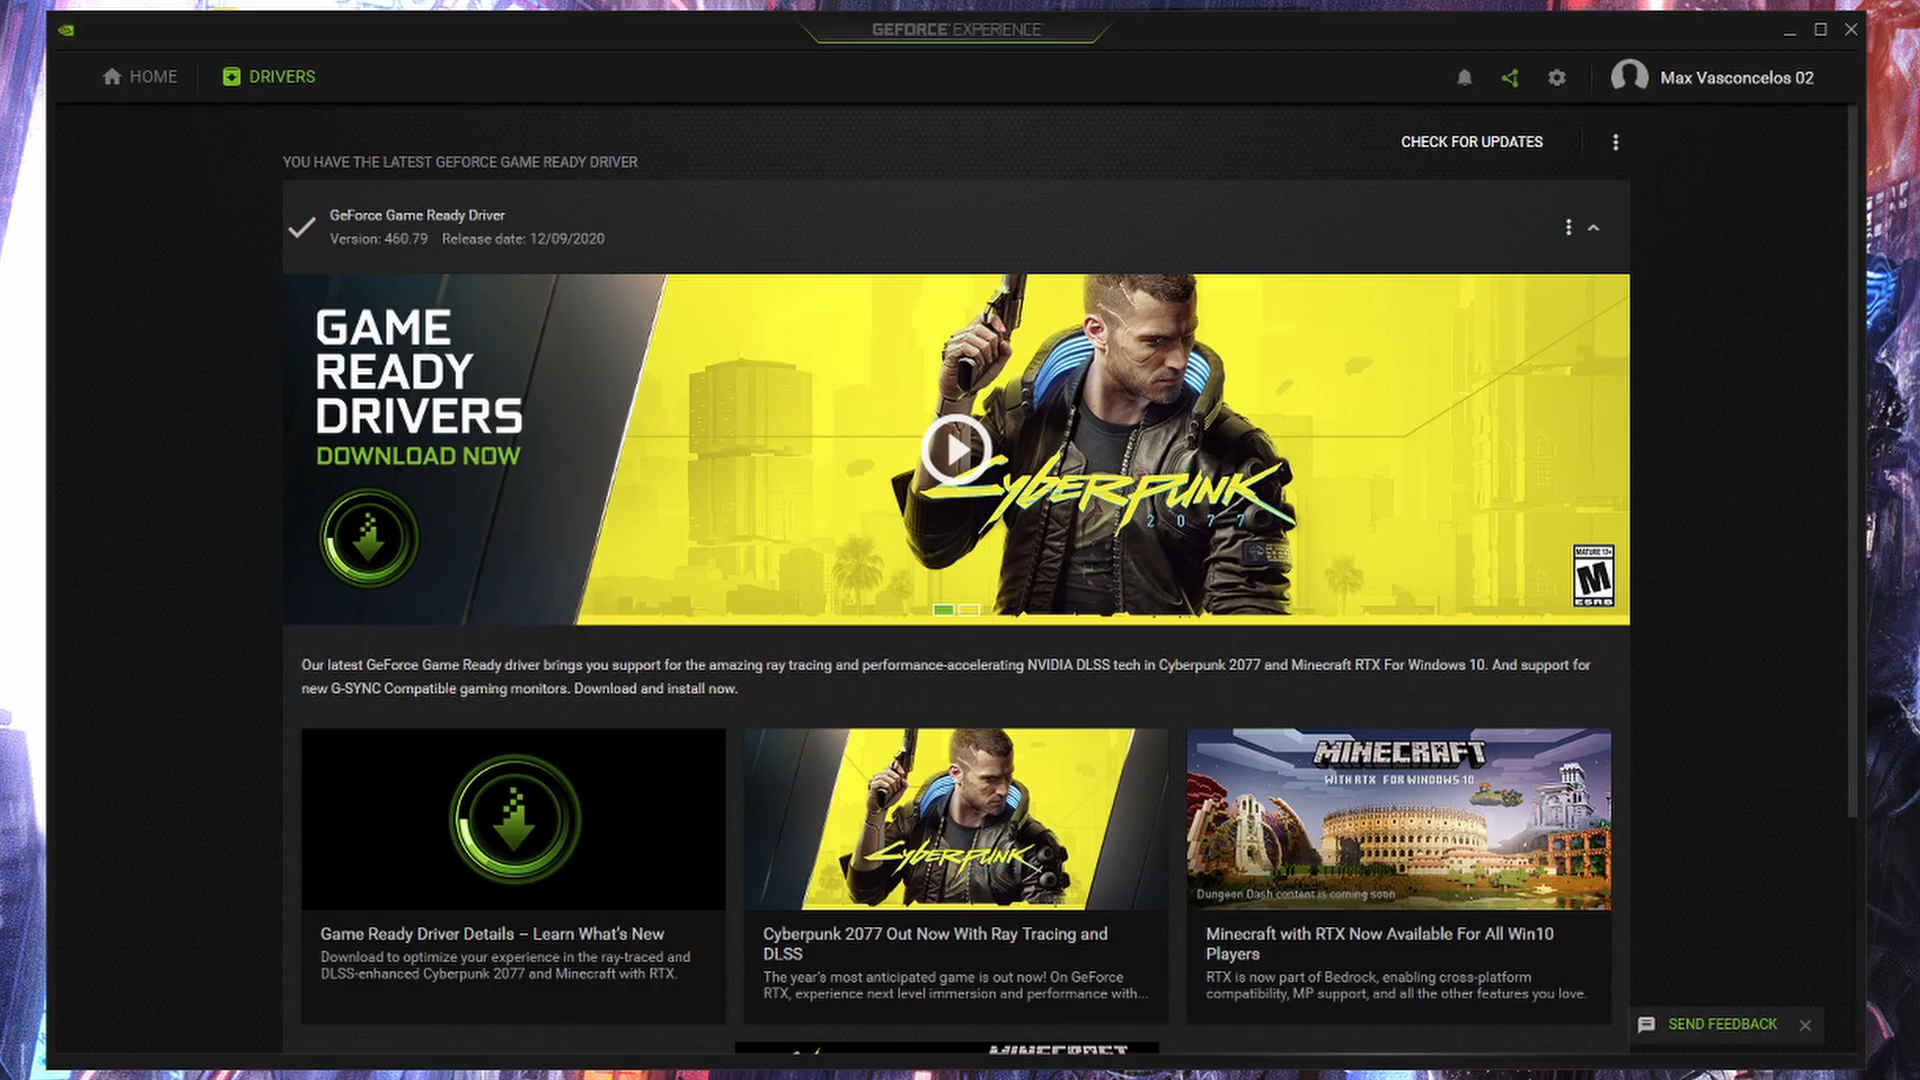 GEFORCE EXPERIENCE
HOME
DRIVERS
Max Vasconcelos 02
CHECK FOR UPDATES
YOU HAVE THE LATEST GEFORCE GAME READY DRIVER
GeForce Game Ready Driver
Version: 460.79 Release date: 12/09/2020
GAME
READY
DRIVERS
DOWNLOAD NOW
CYBERPUNK
2077
MATURE 17+
M
ESRB
Our latest GeForce Game Ready driver brings you support for the amazing ray tracing and performance-accelerating NVIDIA DLSS tech in Cyberpunk 2077 and Minecraft RTX For Windows 10. And support for
new G-SYNC Compatible gaming monitors. Download and install now.
CYBERPUNK
MINECRAFT
WITH RTX FOR WINDOWS 10
Dungeon Dash content is coming soon
Game Ready Driver Details – Learn What's New
Download to optimize your experience in the ray-traced and
DLSS-enhanced Cyberpunk 2077 and Minecraft with RTX.
Cyberpunk 2077 Out Now With Ray Tracing and
DLSS
The year's most anticipated game is out now! On GeForce
RTX, experience next level immersion and performance with...
Minecraft with RTX Now Available For All Win10
Players
RTX is now part of Bedrock, enabling cross-platform
compatibility, MP support, and all the other features you love.
SEND FEEDBACK
MINECRAFT